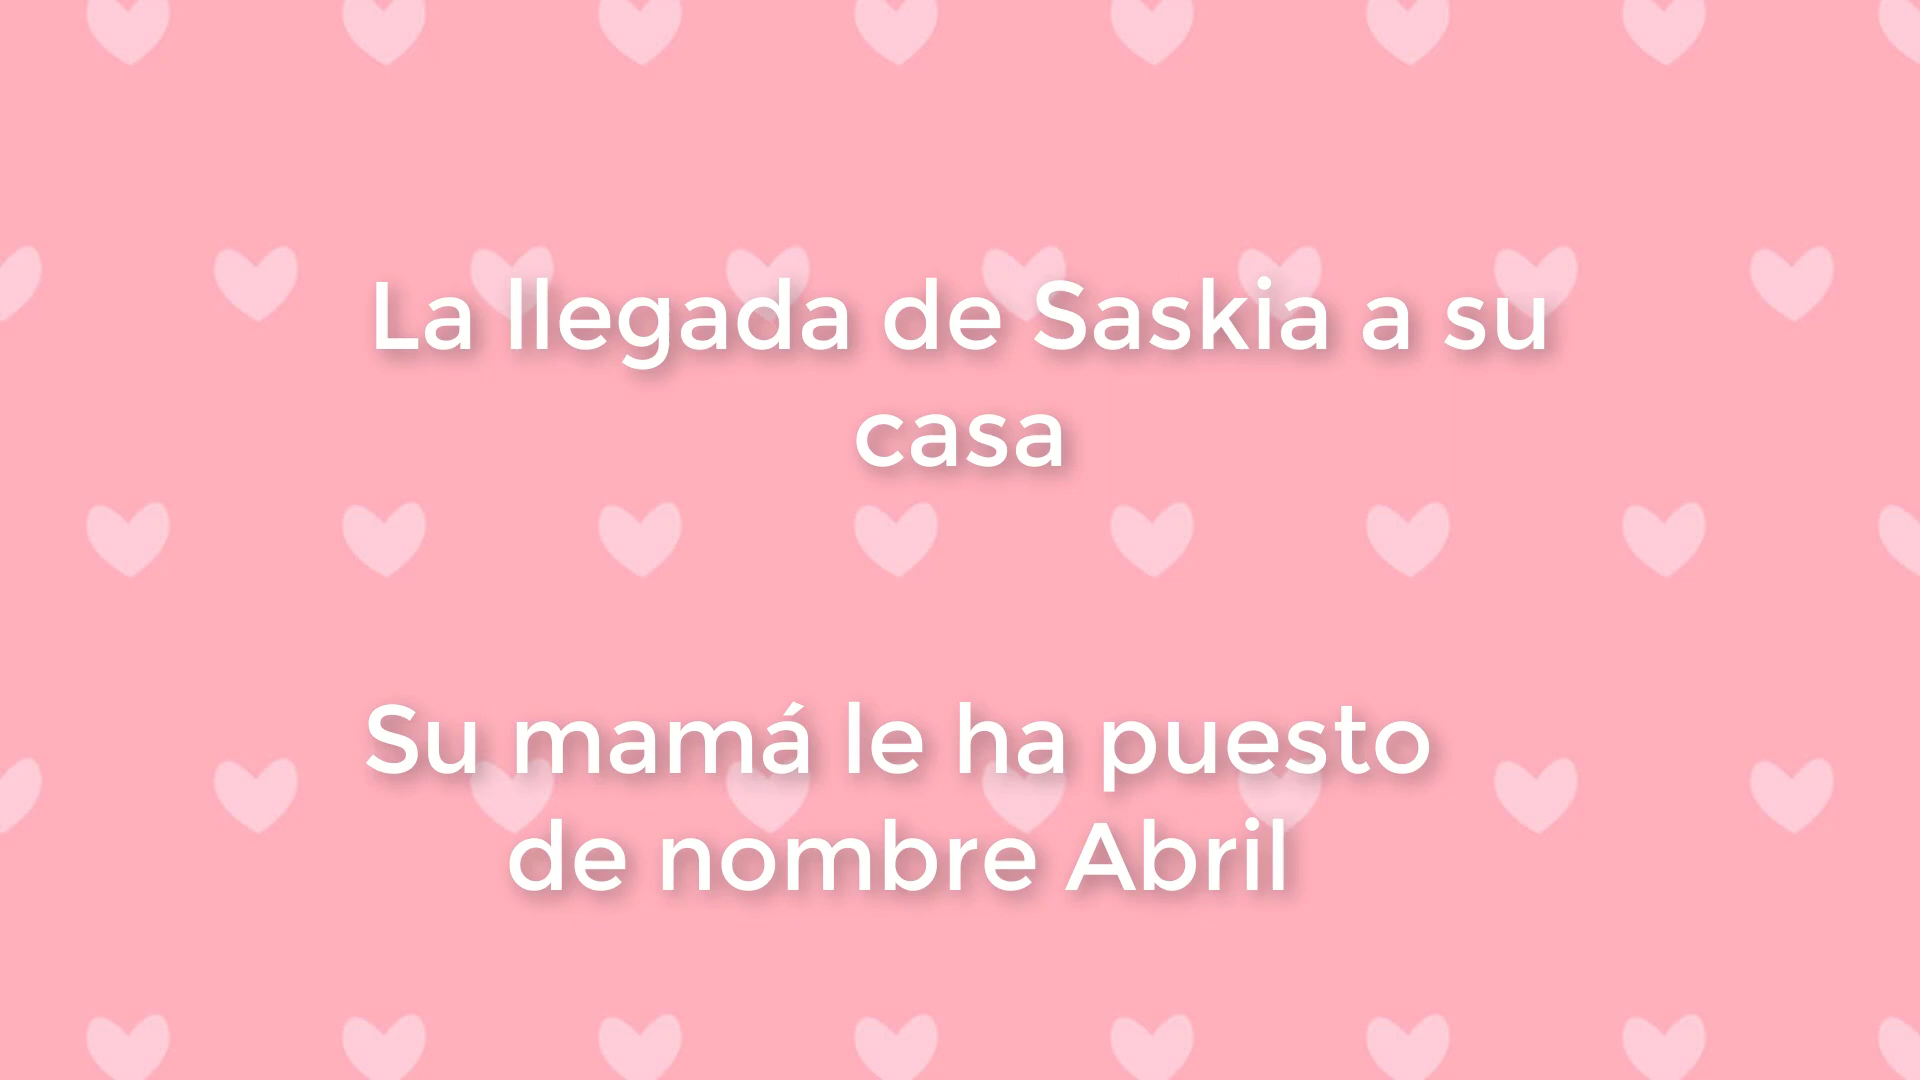 La llegada de Saskia a su
casa
Su mamá le ha puesto
de nombre Abril